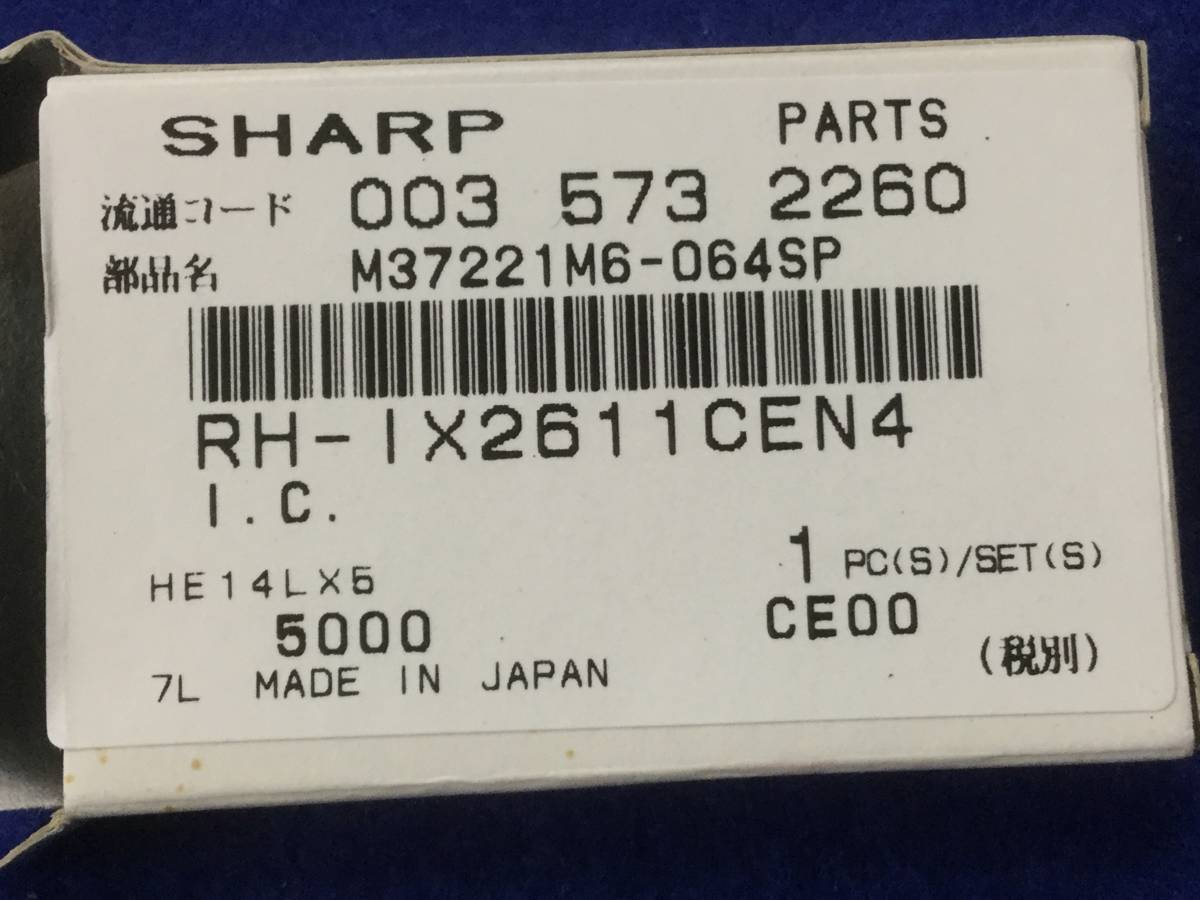 SHARP PARTS
流通コード 003 573 2260
部品名 M37221M6-064SP
RH-IX2611CEN4
I.C.
1 PC(S)/SET(S)
HE14LX5
5000 CE00
(税別)
7L MADE IN JAPAN